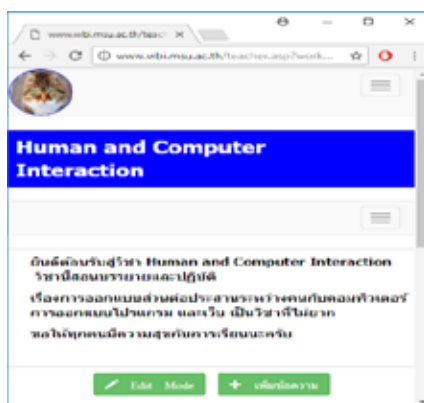 www.wbi.msu.ac.th/teac
www.wbi.msu.ac.th/teacher.asp?work...
Human and Computer
Interaction
ยินดีต้อนรับสู่วิชา Human and Computer Interaction
วิชานี้สอนบรรยายและปฏิบัติ
เรื่องการออกแบบส่วนต่อประสานระหว่างคนกับคอมพิวเตอร์
การออกแบบโปรแกรม และเว็บ เป็นวิชาที่ไม่ยาก
ขอให้ทุกคนมีความสุขกับการเรียนนะครับ
Edit Mode
เพิ่มข้อความ